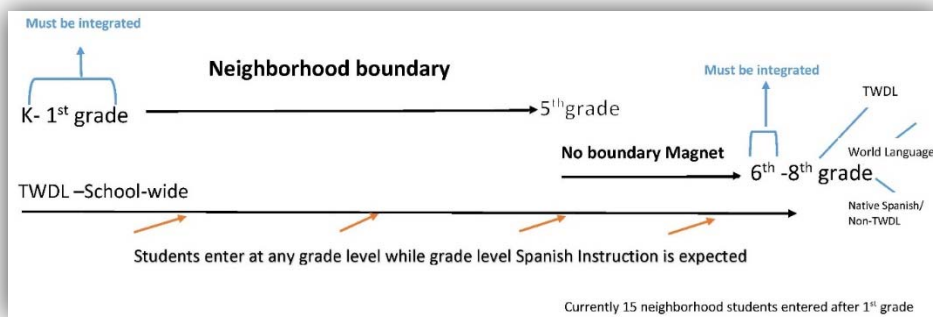 Must be integrated
Neighborhood boundary
K- 1st grade
5th grade
Must be integrated
TWDL
No boundary Magnet
6th -8th grade
World Language
Native Spanish/
Non-TWDL
TWDL –School-wide
Students enter at any grade level while grade level Spanish Instruction is expected
Currently 15 neighborhood students entered after 1st grade